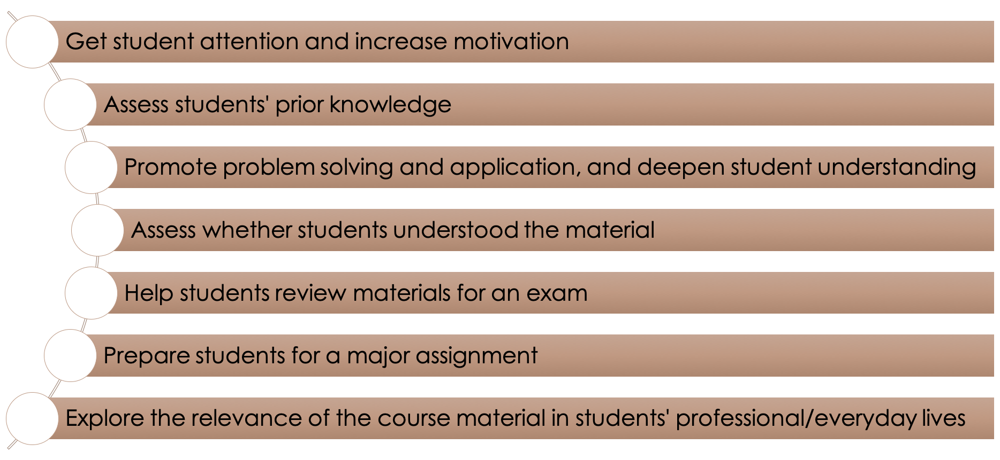 Get student attention and increase motivation
Assess students' prior knowledge
Promote problem solving and application, and deepen student understanding
Assess whether students understood the material
Help students review materials for an exam
Prepare students for a major assignment
Explore the relevance of the course material in students' professional/everyday lives